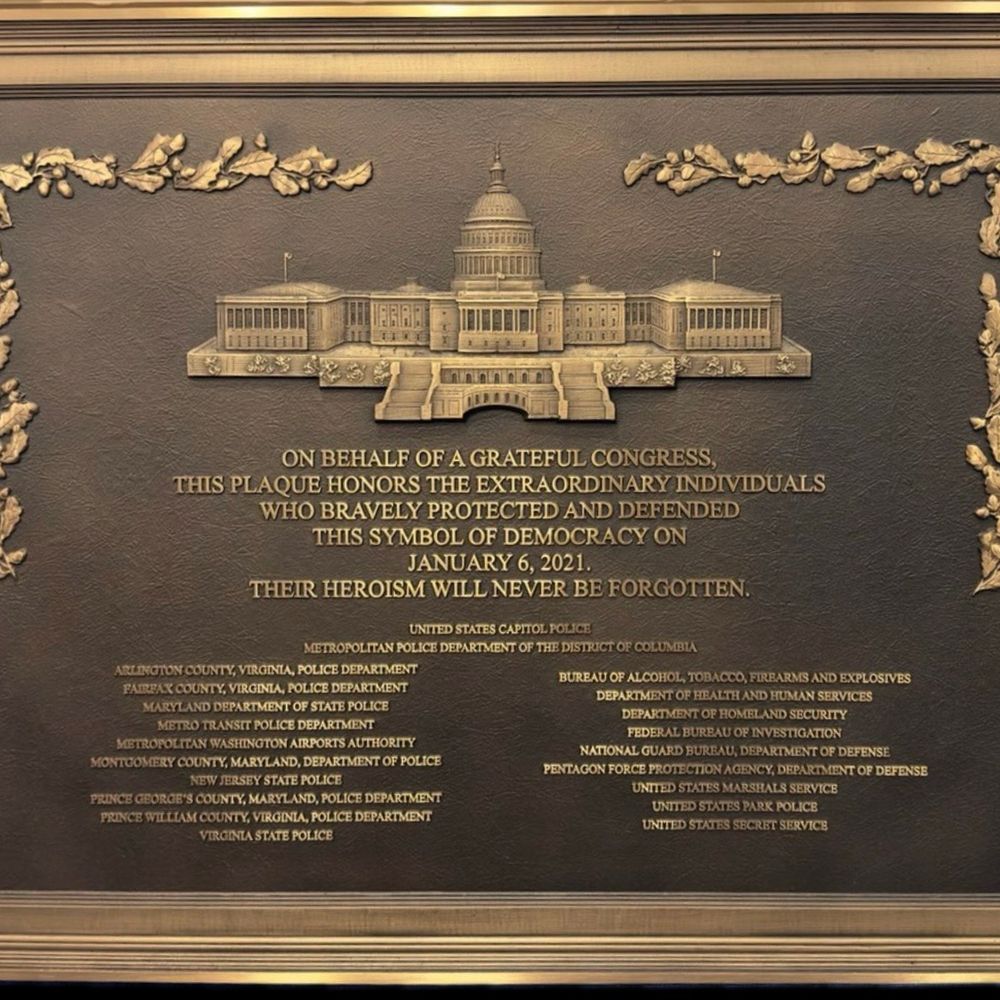 ON BEHALF OF A GRATEFUL CONGRESS,
THIS PLAQUE HONORS THE EXTRAORDINARY INDIVIDUALS
WHO BRAVELY PROTECTED AND DEFENDED
THIS SYMBOL OF DEMOCRACY ON
JANUARY 6, 2021.
THEIR HEROISM WILL NEVER BE FORGOTTEN.
UNITED STATES CAPITOL POLICE
METROPOLITAN POLICE DEPARTMENT OF THE DISTRICT OF COLUMBIA
ARLINGTON COUNTY, VIRGINIA, POLICE DEPARTMENT
FAIRFAX COUNTY, VIRGINIA, POLICE DEPARTMENT
MARYLAND DEPARTMENT OF STATE POLICE
METRO TRANSIT POLICE DEPARTMENT
METROPOLITAN WASHINGTON AIRPORTS AUTHORITY
MONTGOMERY COUNTY, MARYLAND, DEPARTMENT OF POLICE
NEW JERSEY STATE POLICE
PRINCE GEORGE'S COUNTY, MARYLAND, POLICE DEPARTMENT
PRINCE WILLIAM COUNTY, VIRGINIA, POLICE DEPARTMENT
VIRGINIA STATE POLICE
BUREAU OF ALCOHOL, TOBACCO, FIREARMS AND EXPLOSIVES
DEPARTMENT OF HEALTH AND HUMAN SERVICES
DEPARTMENT OF HOMELAND SECURITY
FEDERAL BUREAU OF INVESTIGATION
NATIONAL GUARD BUREAU, DEPARTMENT OF DEFENSE
PENTAGON FORCE PROTECTION AGENCY, DEPARTMENT OF DEFENSE
UNITED STATES MARSHALS SERVICE
UNITED STATES PARK POLICE
UNITED STATES SECRET SERVICE